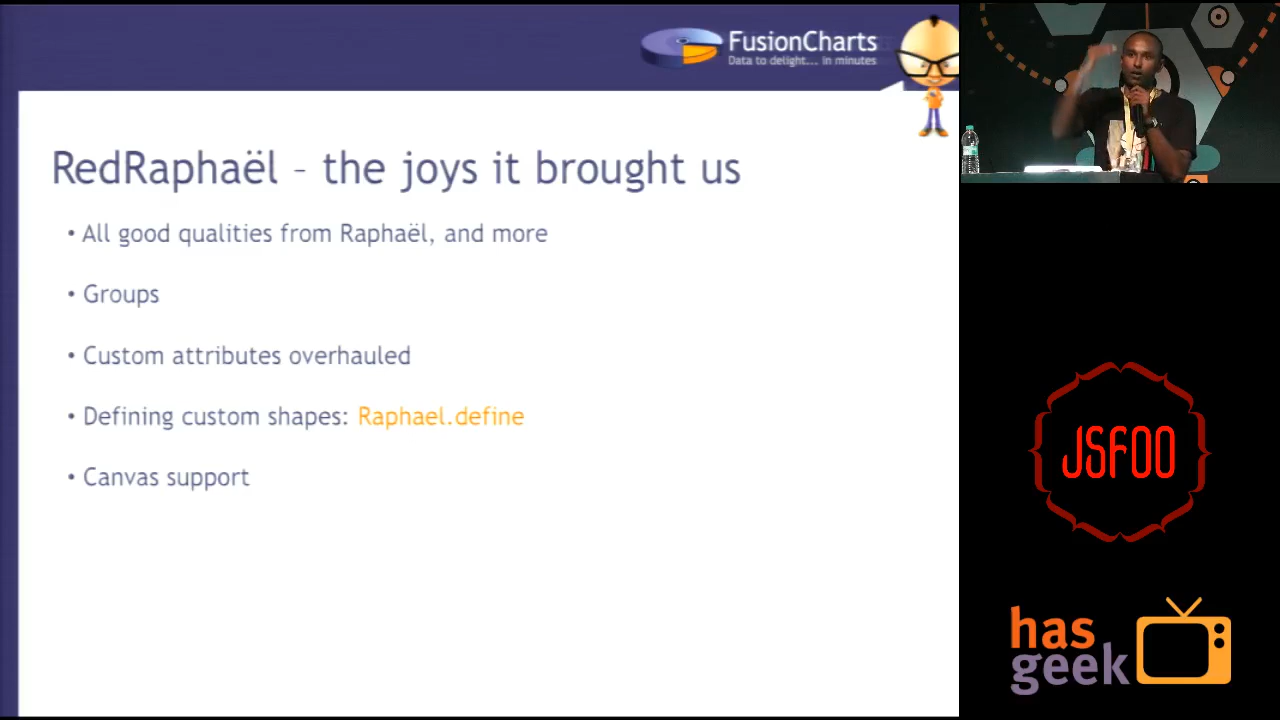 FusionCharts
Data to delight... in minutes
RedRaphaël – the joys it brought us
• All good qualities from Raphaël, and more
• Groups
• Custom attributes overhauled
• Defining custom shapes: Raphael.define
• Canvas support
JSFOO
has
geek